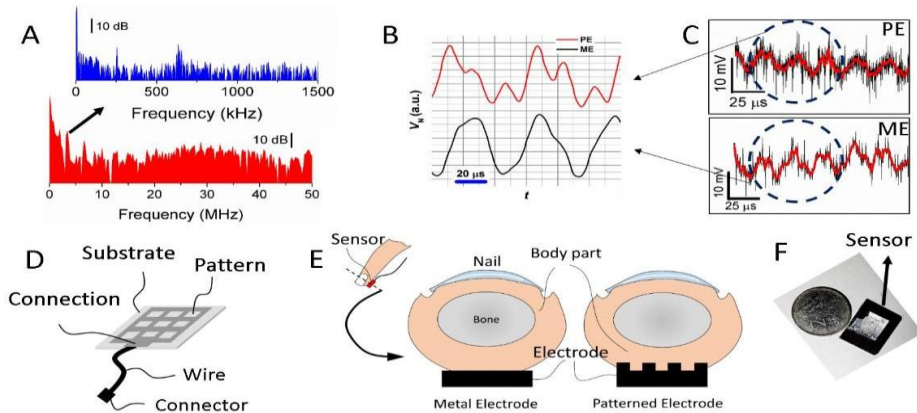 A
10 dB
0 500 1000 1500
Frequency (kHz)
10 dB
0 10 20 30 40 50
Frequency (MHz)
B
PE
ME
V_N (a.u.)
20 µs
t
C
PE
10 mV
25 µs
ME
10 mV
25 µs
D
Substrate
Pattern
Connection
Wire
Connector
E
Sensor
Nail
Body part
Bone
Electrode
Metal Electrode
Patterned Electrode
F
Sensor